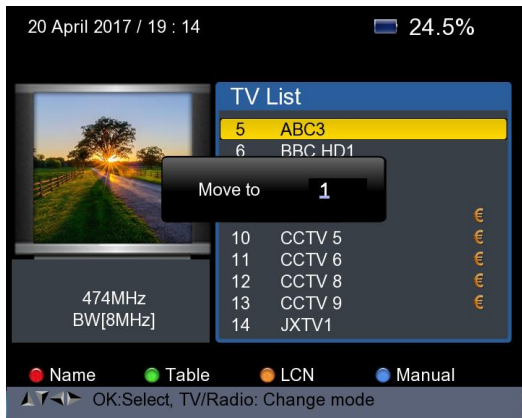 20 April 2017 / 19 : 14
24.5%
TV List
5 ABC3
6 BBC HD1
Move to 1
€
10 CCTV 5 €
11 CCTV 6 €
12 CCTV 8 €
13 CCTV 9 €
14 JXTV1
474MHz
BW[8MHz]
Name Table LCN Manual
OK:Select, TV/Radio: Change mode